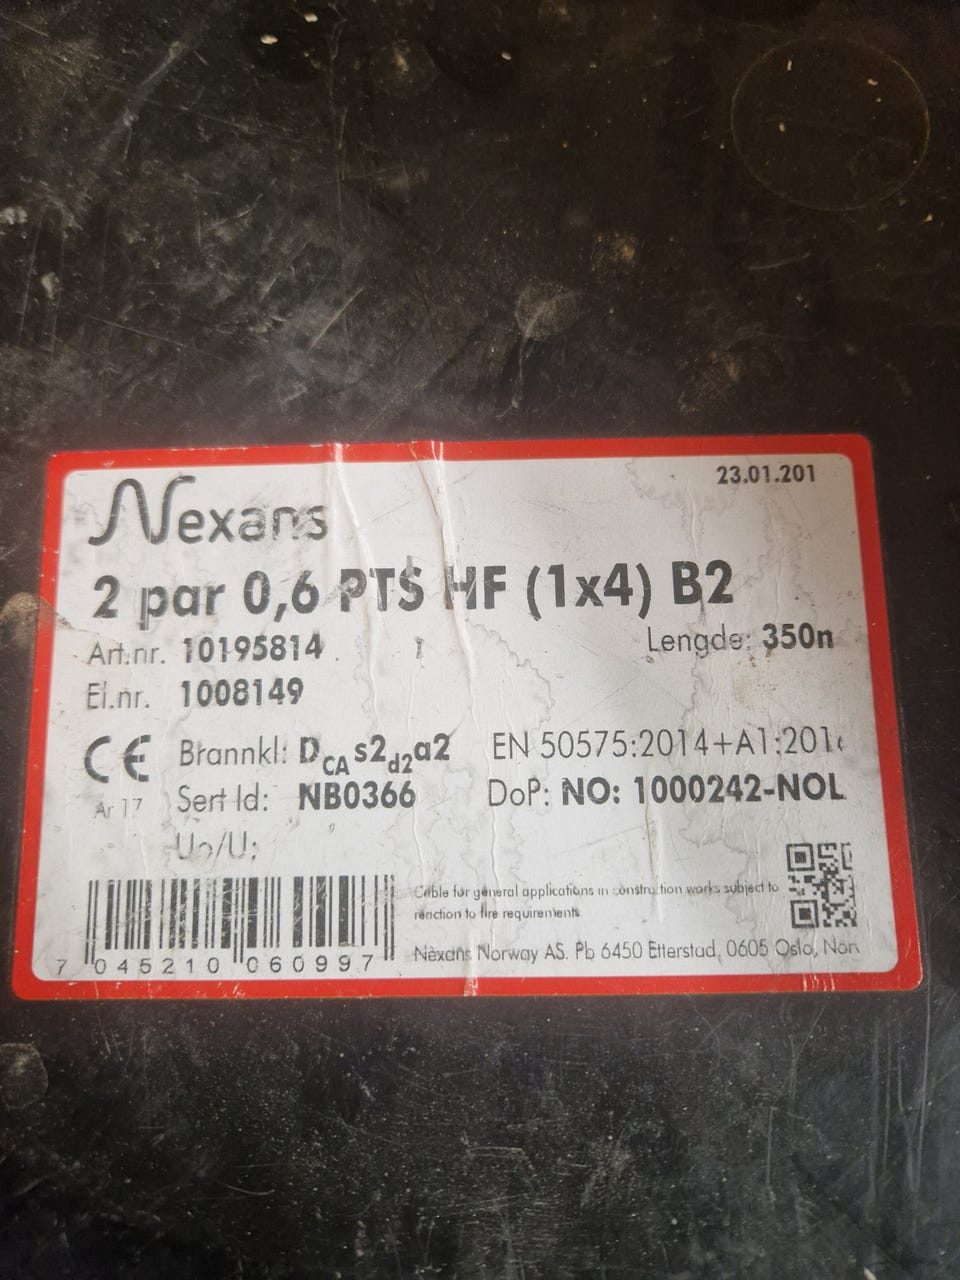 23.01.201
Nexans
2 par 0,6 PTS HF (1x4) B2
Art.nr. 10195814
Lengde: 350n
El.nr. 1008149
CE Brannkl: DCA s2d2a2 EN 50575:2014+A1:201
Ar 17 Sert Id: NB0366 DoP: NO: 1000242-NOL
Uo/U:
Cable for general applications in construction works subject to
reaction to fire requirements
7 045210 060997
Nexans Norway AS. Pb 6450 Etterstad, 0605 Oslo, Nor